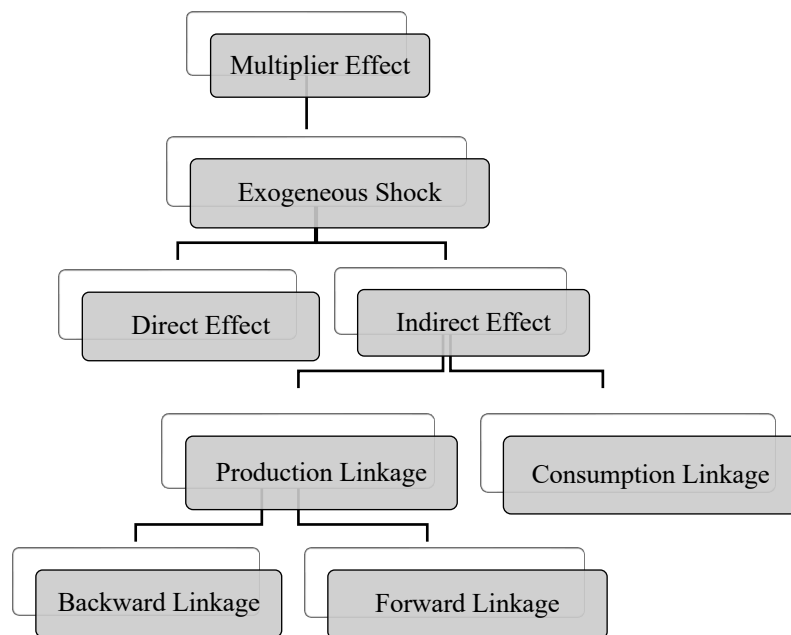 Multiplier Effect
Exogeneous Shock
Direct Effect
Indirect Effect
Production Linkage
Consumption Linkage
Backward Linkage
Forward Linkage